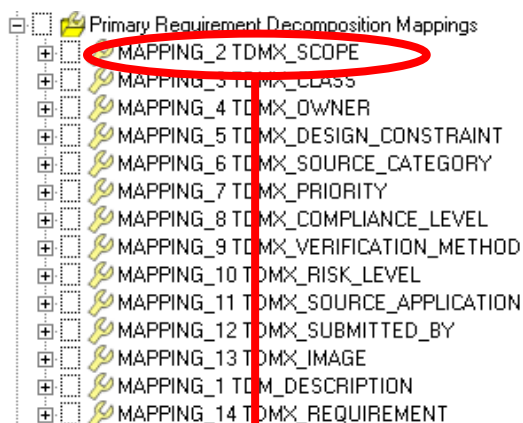 Primary Requirement Decomposition Mappings
MAPPING_2 TDMX_SCOPE
MAPPING_3 TDMX_CLASS
MAPPING_4 TDMX_OWNER
MAPPING_5 TDMX_DESIGN_CONSTRAINT
MAPPING_6 TDMX_SOURCE_CATEGORY
MAPPING_7 TDMX_PRIORITY
MAPPING_8 TDMX_COMPLIANCE_LEVEL
MAPPING_9 TDMX_VERIFICATION_METHOD
MAPPING_10 TDMX_RISK_LEVEL
MAPPING_11 TDMX_SOURCE_APPLICATION
MAPPING_12 TDMX_SUBMITTED_BY
MAPPING_13 TDMX_IMAGE
MAPPING_1 TDM_DESCRIPTION
MAPPING_14 TDMX_REQUIREMENT